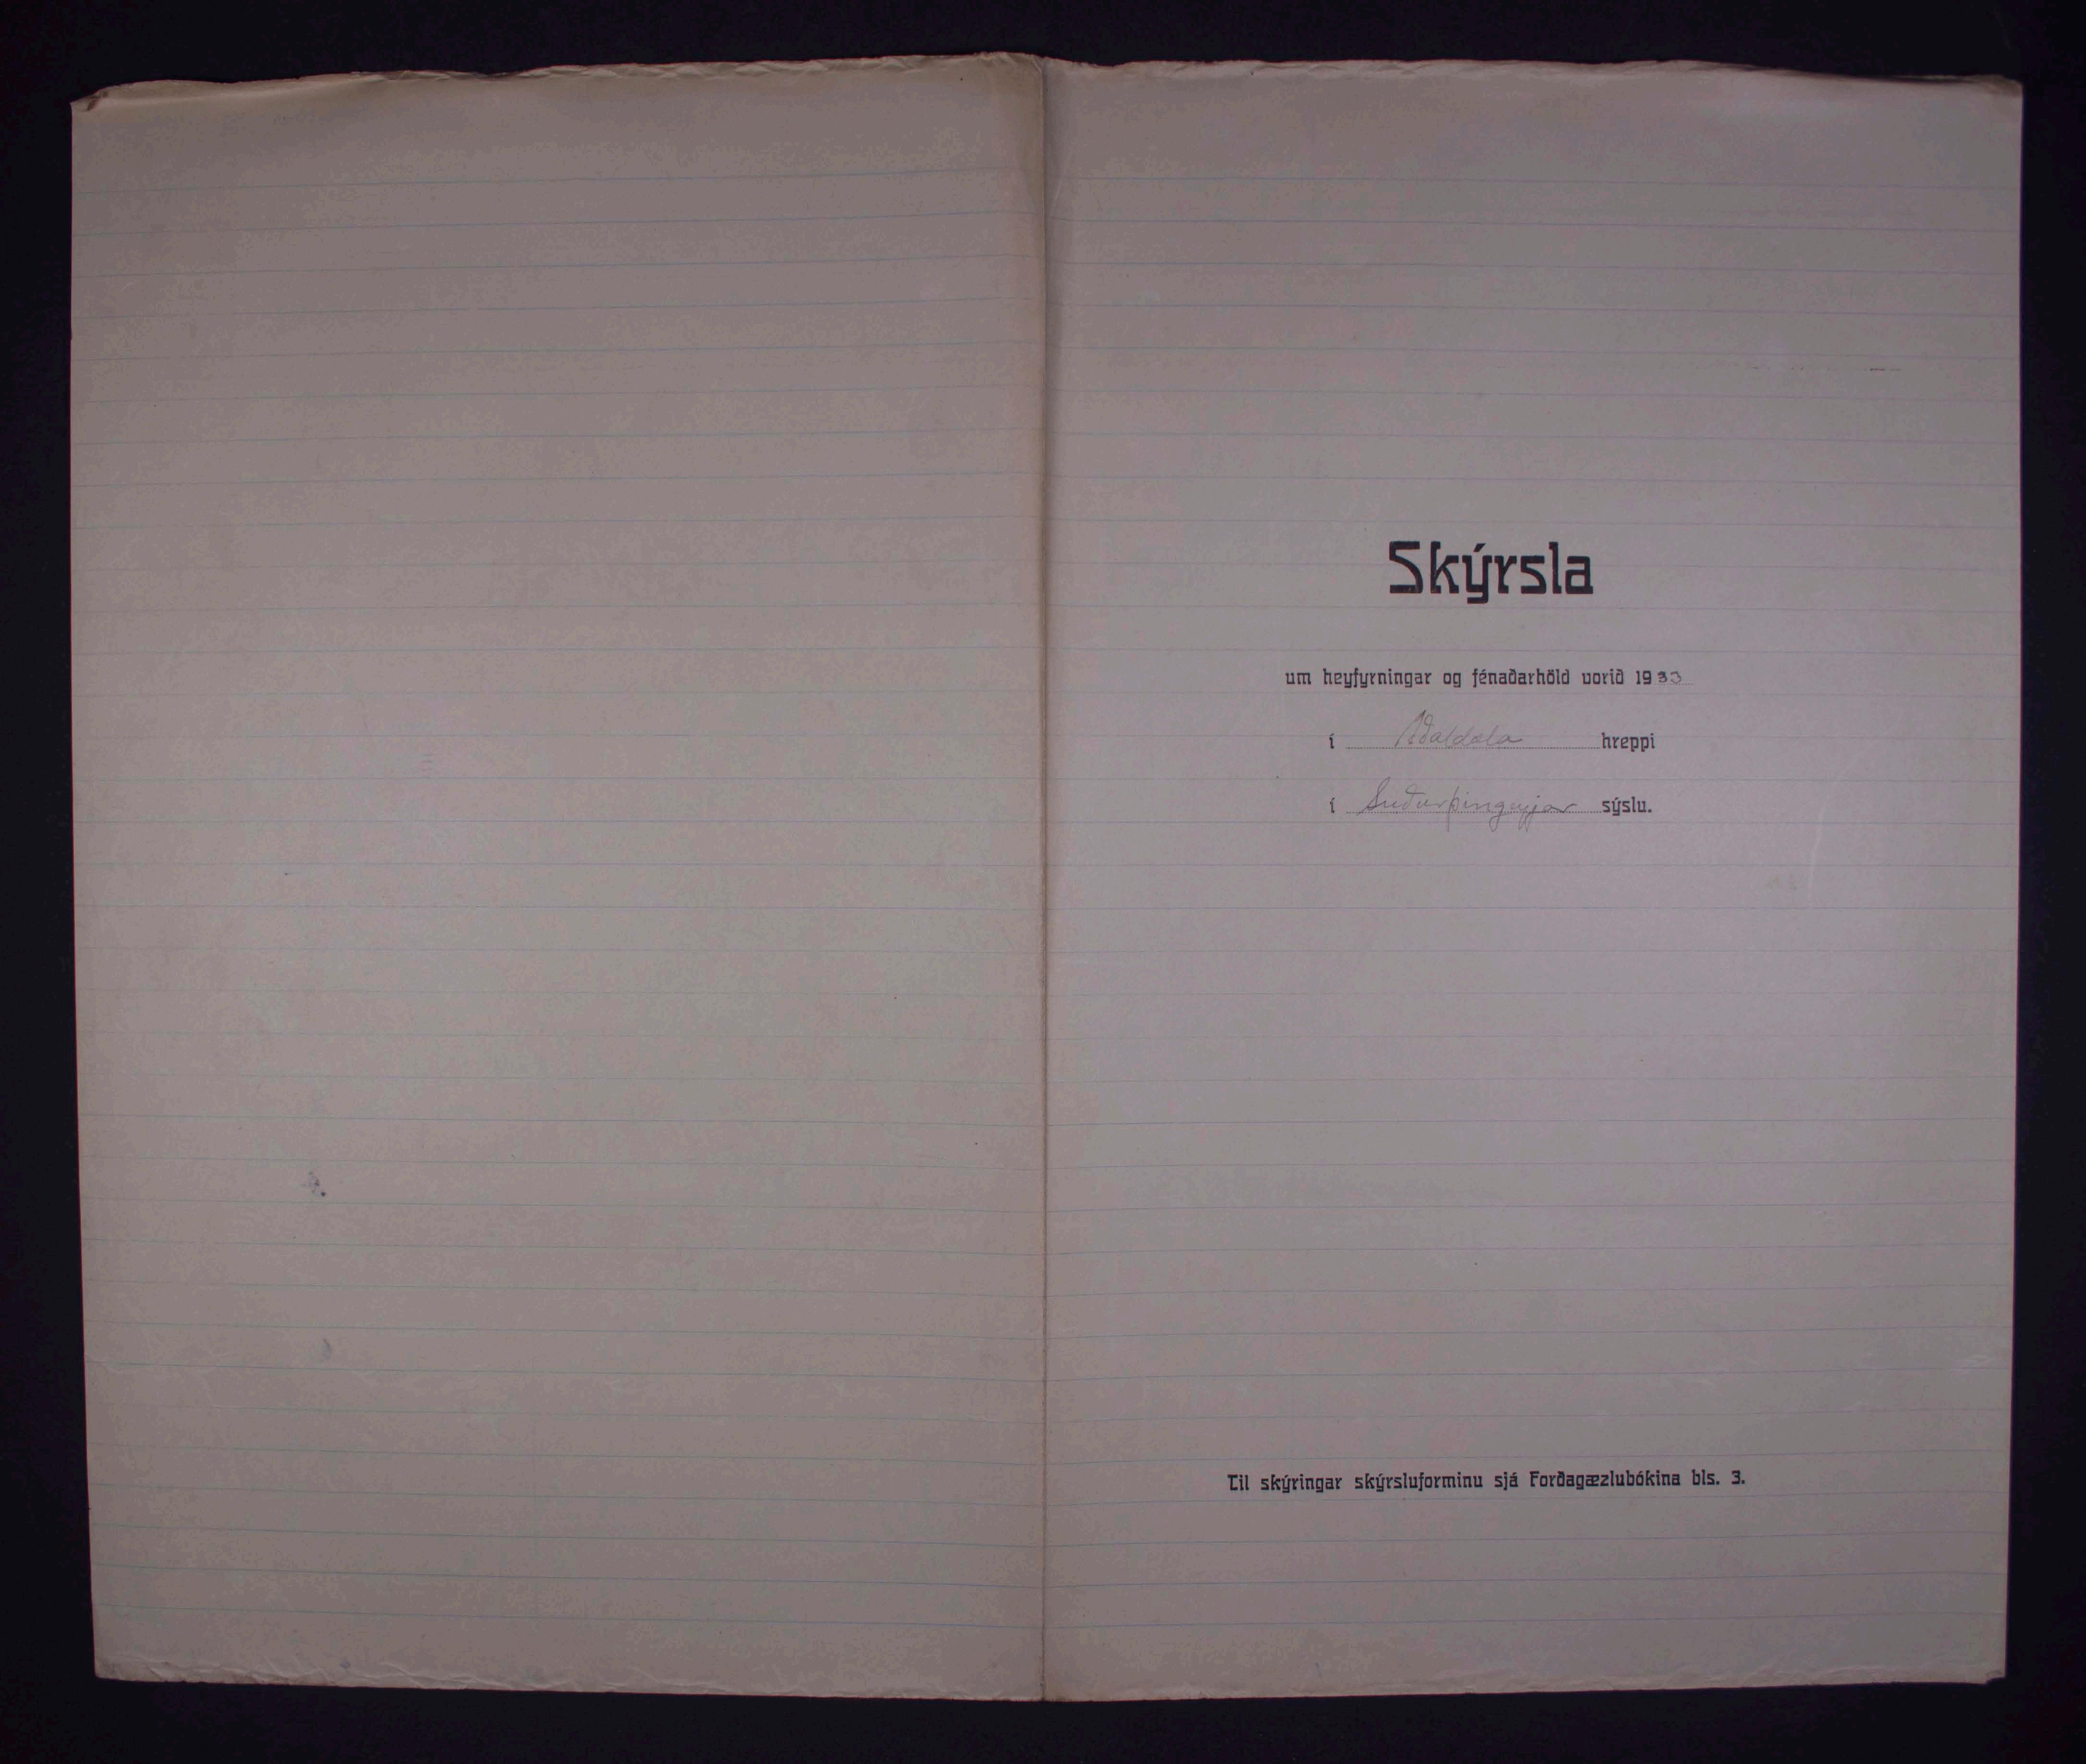 Skýrsla
um heyfyrningar og fénaðarhöld vorið 1933
í Aðaldæla hreppi
í Suðurþingeyjar sýslu.
Til skýringar skýrsluforminu sjá Forðagæzlubókina bls. 3.